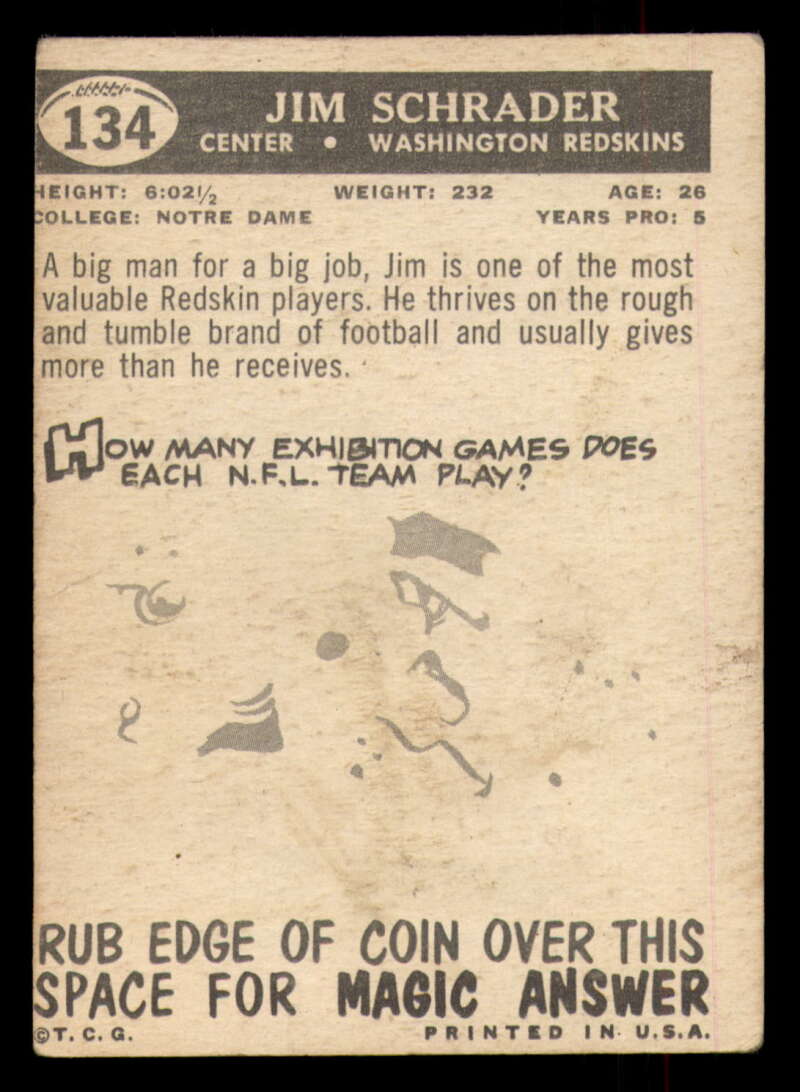 134
JIM SCHRADER
CENTER • WASHINGTON REDSKINS
HEIGHT: 6:02½ WEIGHT: 232 AGE: 26
COLLEGE: NOTRE DAME YEARS PRO: 5
A big man for a big job, Jim is one of the most
valuable Redskin players. He thrives on the rough
and tumble brand of football and usually gives
more than he receives.
HOW MANY EXHIBITION GAMES DOES
EACH N.F.L. TEAM PLAY?
RUB EDGE OF COIN OVER THIS
SPACE FOR MAGIC ANSWER
©T.C.G. PRINTED IN U.S.A.